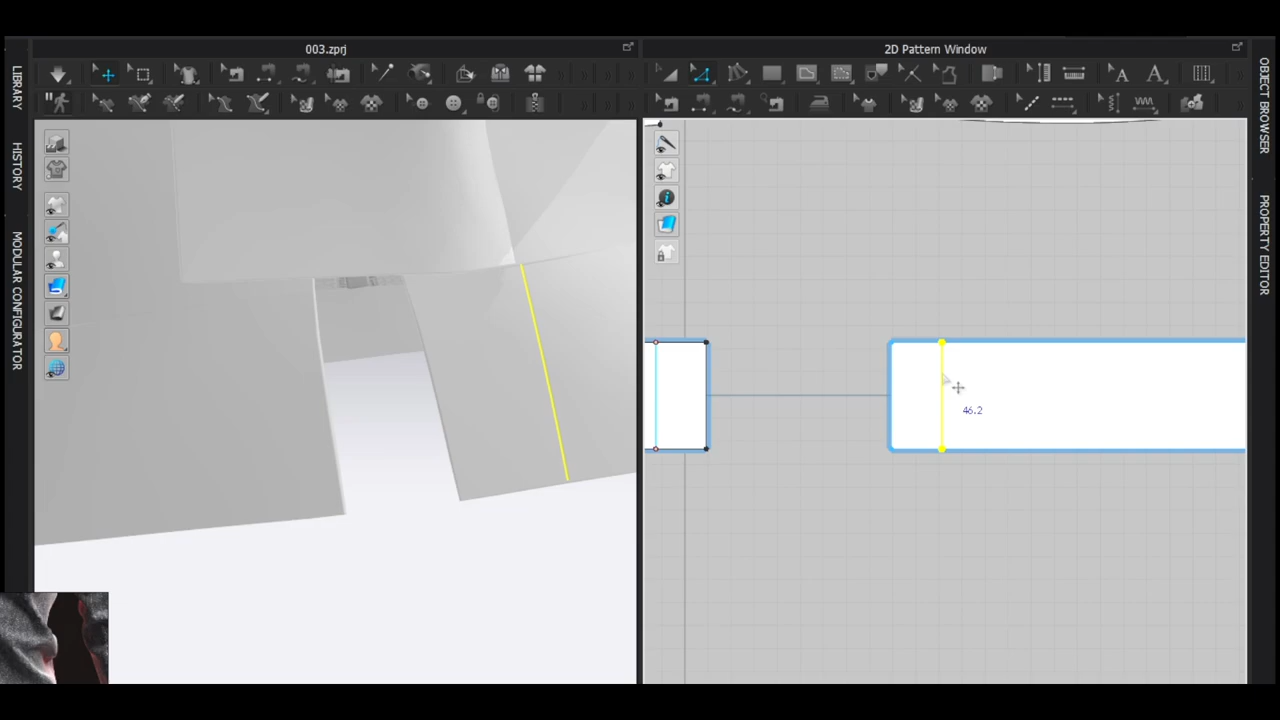 003.zprj
2D Pattern Window
LIBRARY
HISTORY
MODULAR CONFIGURATOR
OBJECT BROWSER
PROPERTY EDITOR
46.2